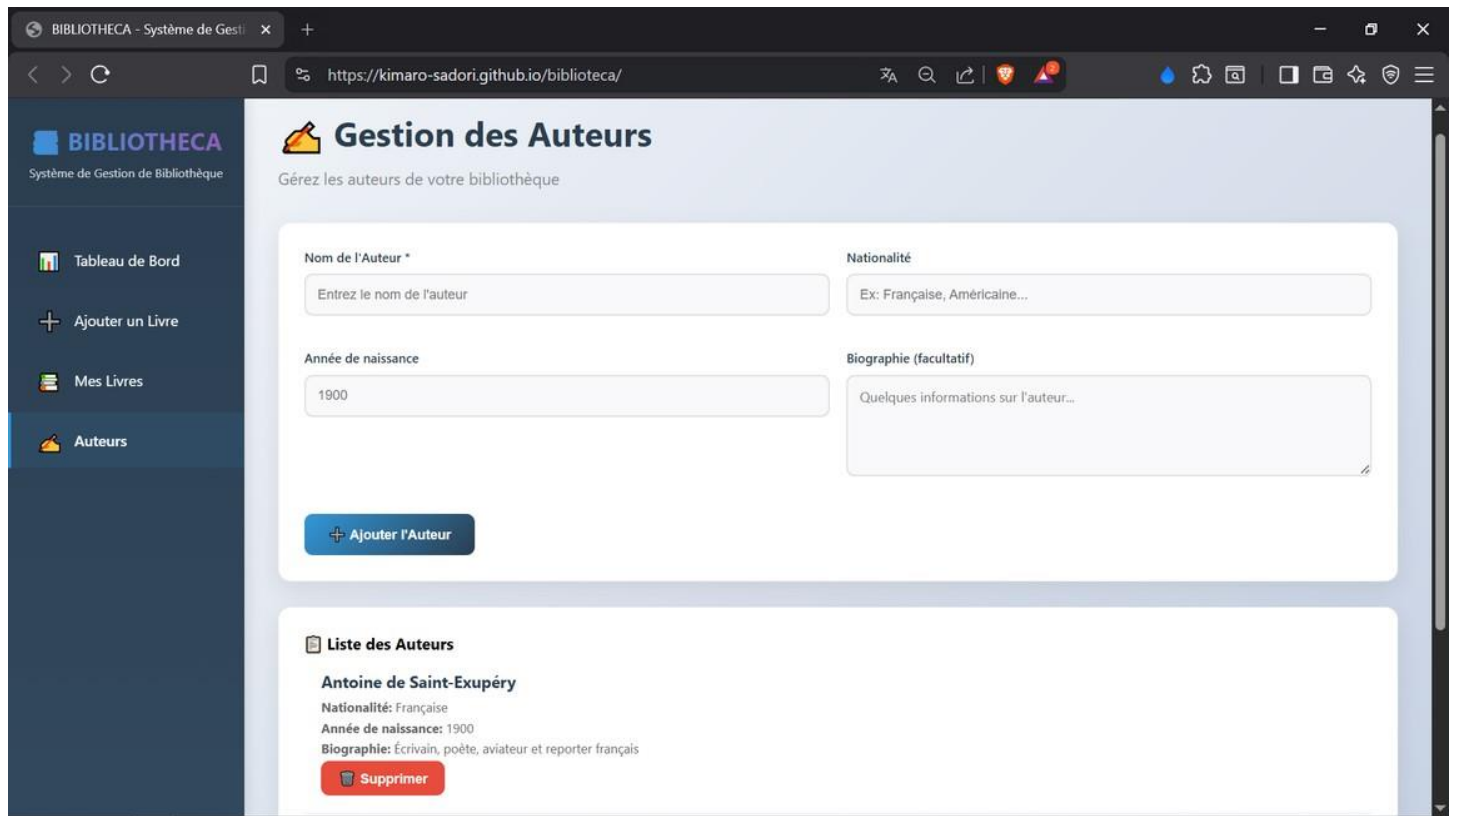 BIBLIOTHECA - Système de Gesti
https://kimaro-sadori.github.io/biblioteca/
BIBLIOTHECA
Système de Gestion de Bibliothèque
Tableau de Bord
Ajouter un Livre
Mes Livres
Auteurs
Gestion des Auteurs
Gérez les auteurs de votre bibliothèque
Nom de l'Auteur *
Entrez le nom de l'auteur
Nationalité
Ex: Française, Américaine...
Année de naissance
1900
Biographie (facultatif)
Quelques informations sur l'auteur...
Ajouter l'Auteur
Liste des Auteurs
Antoine de Saint-Exupéry
Nationalité: Française
Année de naissance: 1900
Biographie: Écrivain, poète, aviateur et reporter français
Supprimer